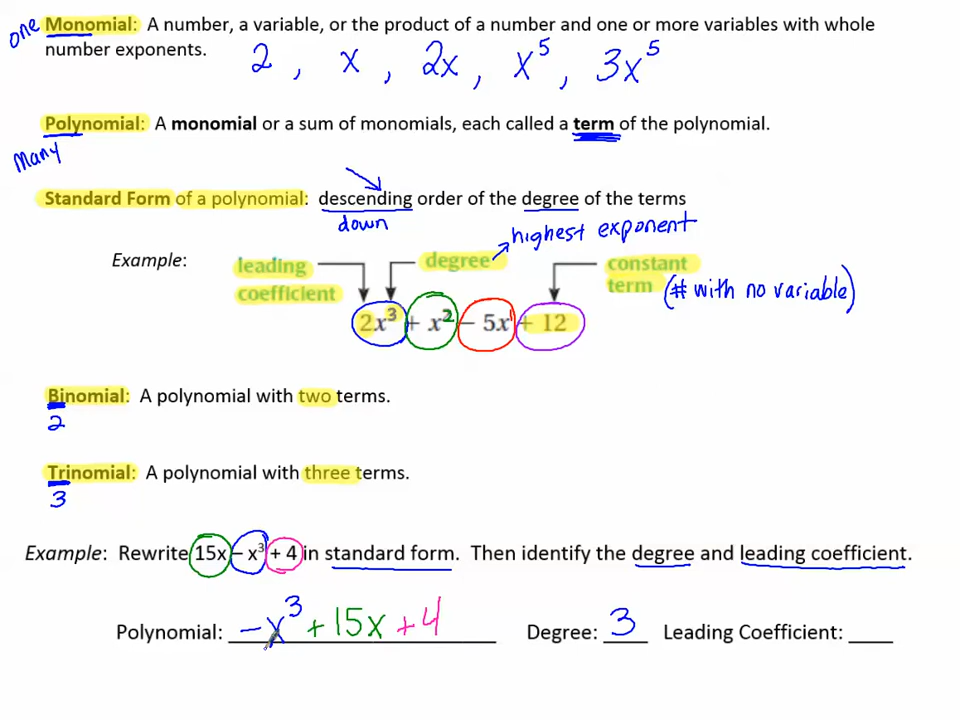 one Monomial: A number, a variable, or the product of a number and one or more variables with whole
number exponents.
2 , x , 2x , x⁵ , 3x⁵
Polynomial: A monomial or a sum of monomials, each called a term of the polynomial.
Many
Standard Form of a polynomial: descending order of the degree of the terms
down
highest exponent
Example: leading coefficient degree constant term (# with no variable)
2x³ + x² − 5x¹ + 12
Binomial: A polynomial with two terms.
2
Trinomial: A polynomial with three terms.
3
Example: Rewrite 15x − x³ + 4 in standard form. Then identify the degree and leading coefficient.
Polynomial: −x³ + 15x + 4 Degree: 3 Leading Coefficient: ____